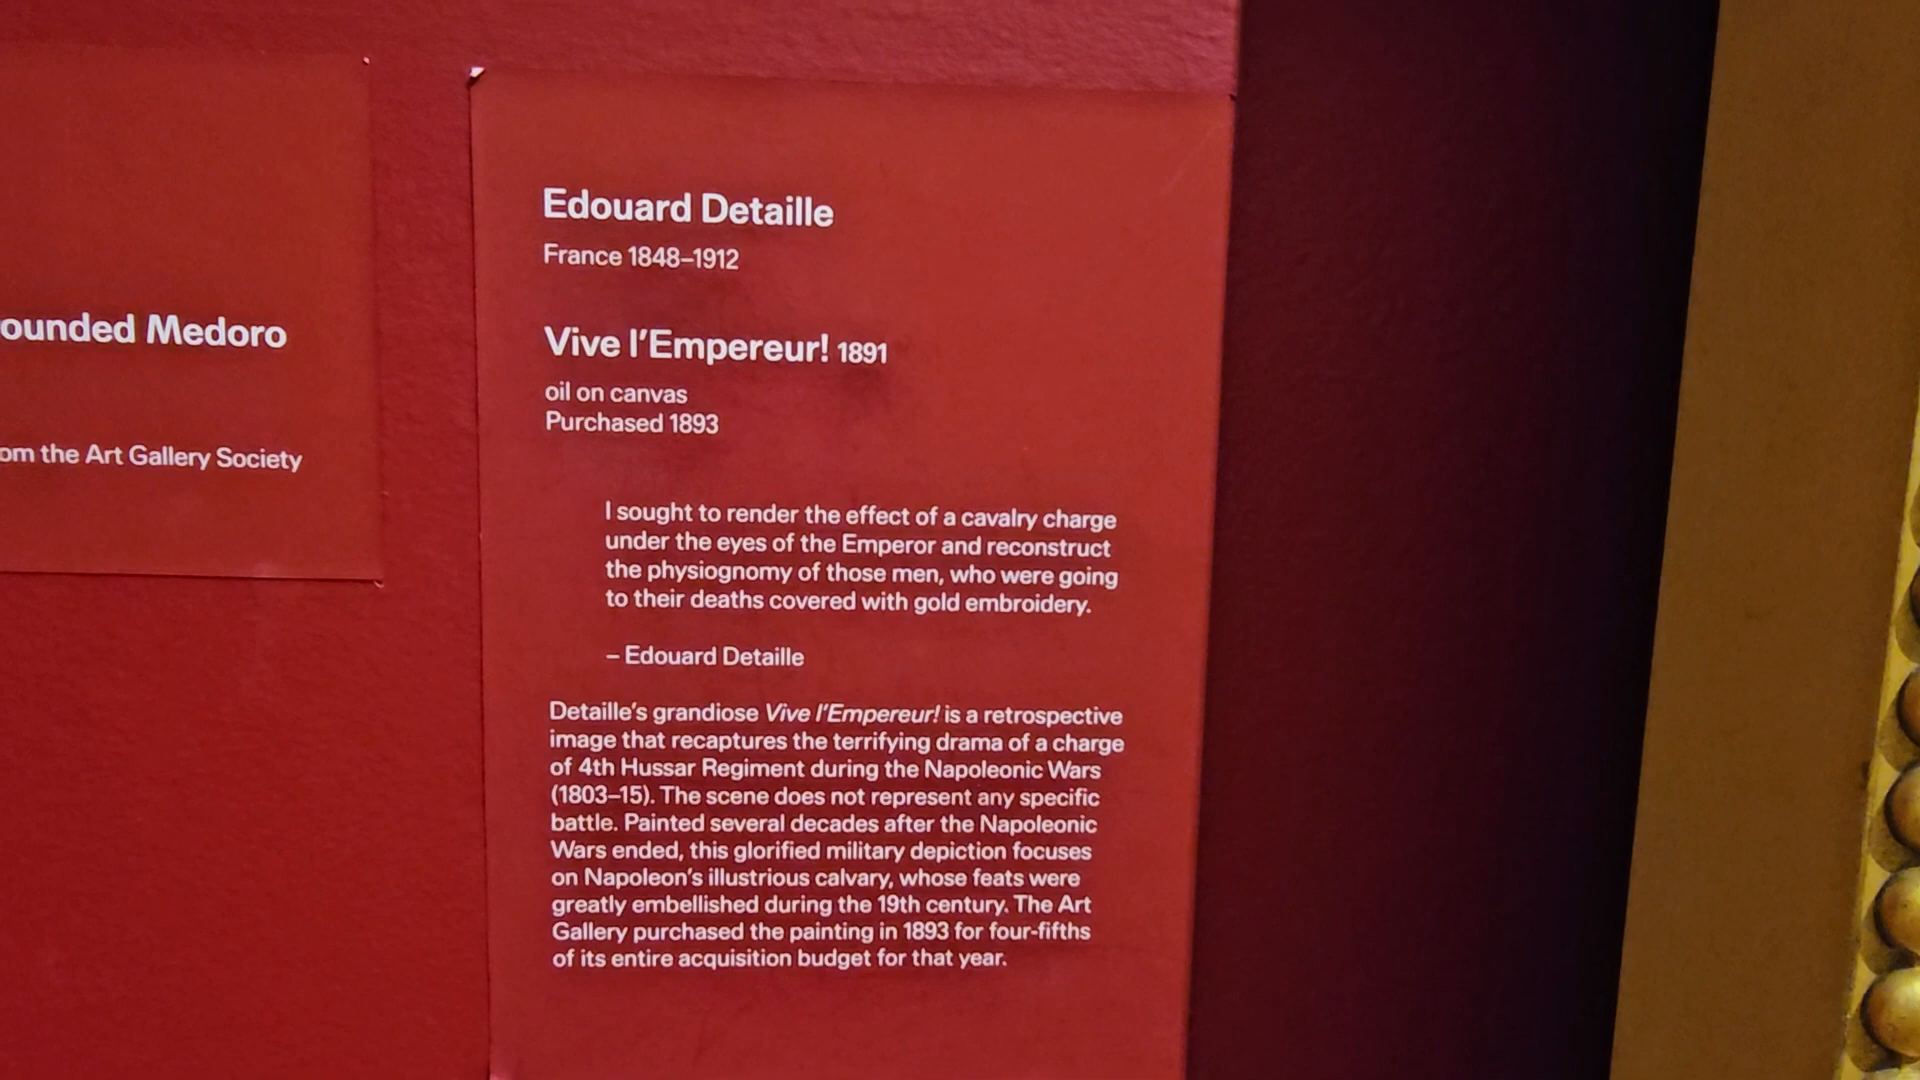 ounded Medoro
om the Art Gallery Society
Edouard Detaille
France 1848–1912
Vive l'Empereur! 1891
oil on canvas
Purchased 1893
I sought to render the effect of a cavalry charge
under the eyes of the Emperor and reconstruct
the physiognomy of those men, who were going
to their deaths covered with gold embroidery.
– Edouard Detaille
Detaille's grandiose Vive l'Empereur! is a retrospective
image that recaptures the terrifying drama of a charge
of 4th Hussar Regiment during the Napoleonic Wars
(1803–15). The scene does not represent any specific
battle. Painted several decades after the Napoleonic
Wars ended, this glorified military depiction focuses
on Napoleon's illustrious calvary, whose feats were
greatly embellished during the 19th century. The Art
Gallery purchased the painting in 1893 for four-fifths
of its entire acquisition budget for that year.